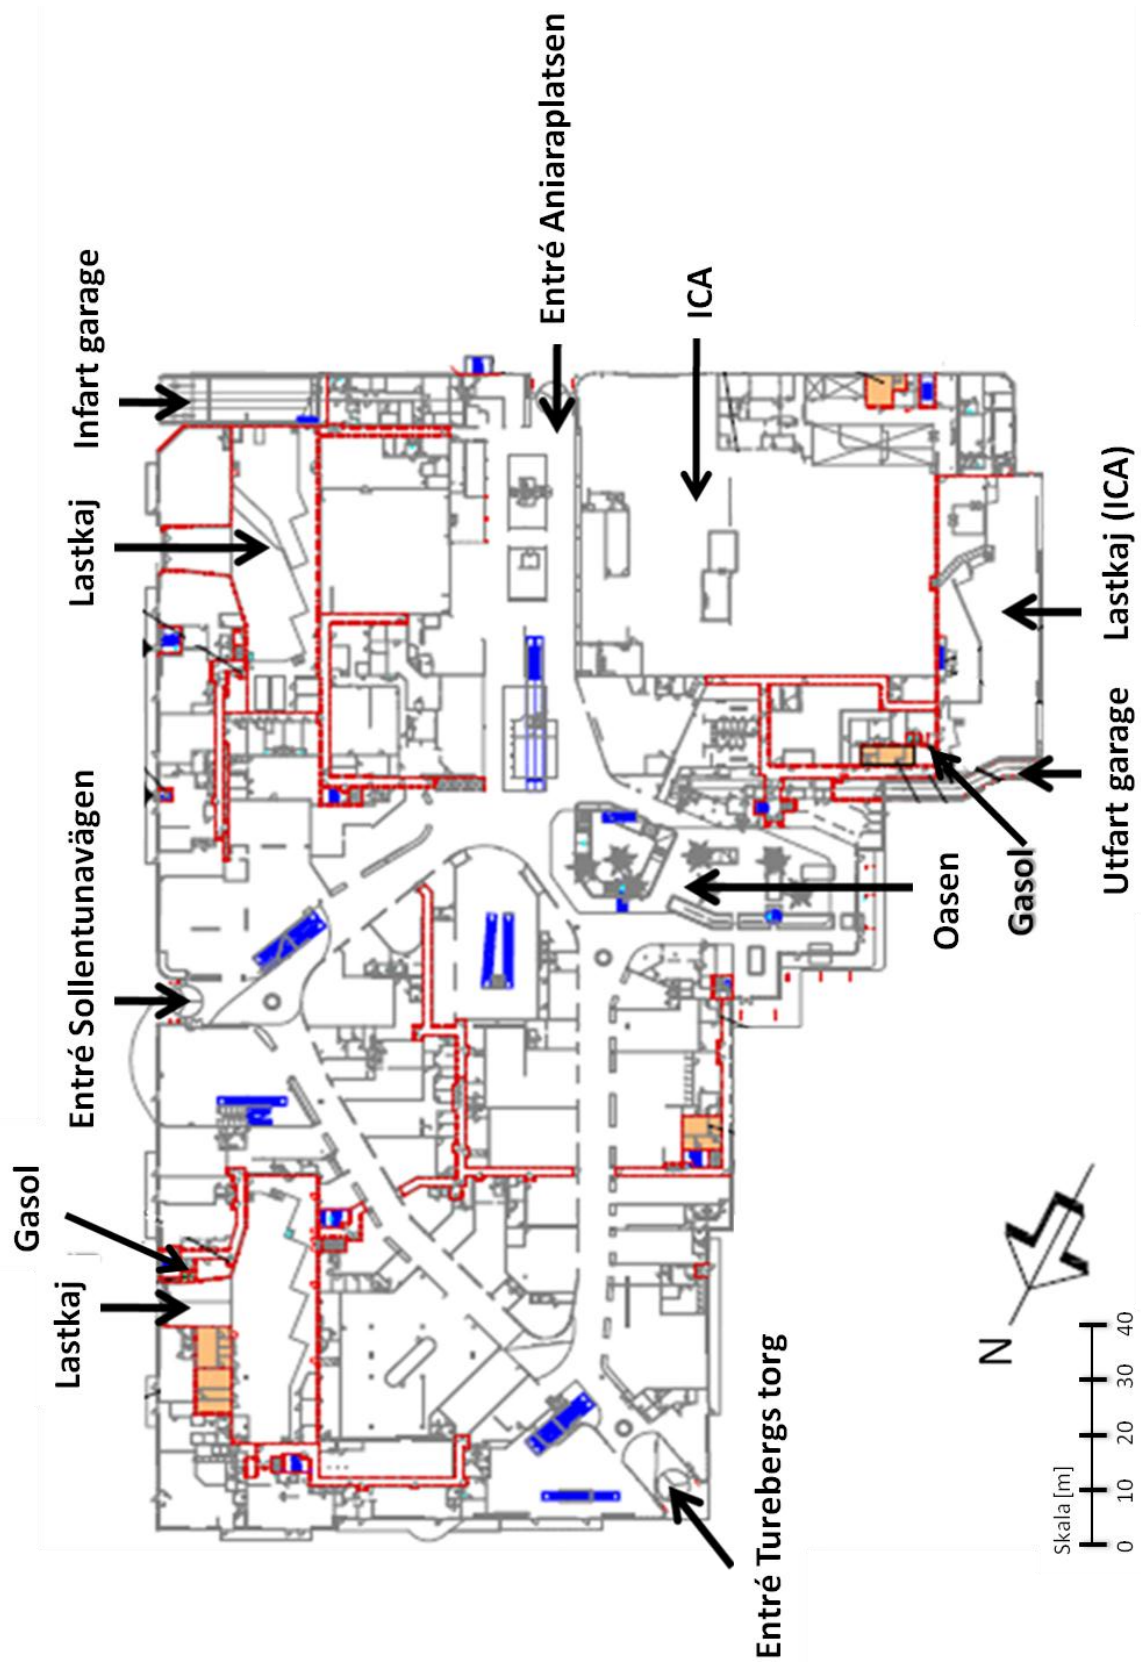 Gasol
Lastkaj
Entré Sollentunavägen
Lastkaj
Infart garage
Entré Aniaraplatsen
ICA
Entré Turebergs torg
Oasen
N
Gasol
Utfart garage
Lastkaj (ICA)
Skala [m]
0 10 20 30 40